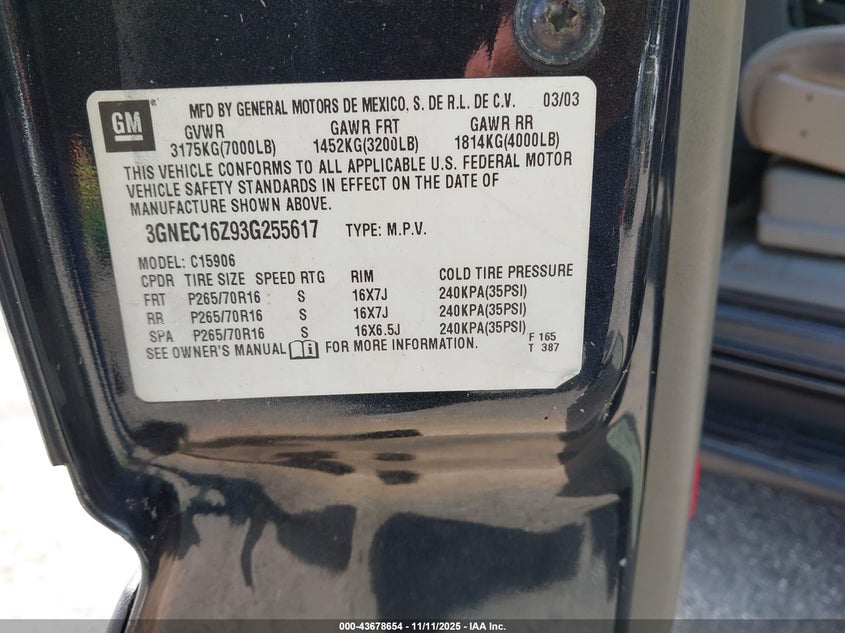 GM ® MFD BY GENERAL MOTORS DE MEXICO, S. DE R.L. DE C.V. 03/03
GVWR GAWR FRT GAWR RR
3175KG(7000LB) 1452KG(3200LB) 1814KG(4000LB)
THIS VEHICLE CONFORMS TO ALL APPLICABLE U.S. FEDERAL MOTOR
VEHICLE SAFETY STANDARDS IN EFFECT ON THE DATE OF
MANUFACTURE SHOWN ABOVE.
3GNEC16Z93G255617 TYPE: M.P.V.
MODEL: C15906
CPDR TIRE SIZE SPEED RTG RIM COLD TIRE PRESSURE
FRT P265/70R16 S 16X7J 240KPA(35PSI)
RR P265/70R16 S 16X7J 240KPA(35PSI)
SPA P265/70R16 S 16X6.5J 240KPA(35PSI)
SEE OWNER'S MANUAL i FOR MORE INFORMATION. F 165
T 387
000-43678654 - 11/11/2025 - IAA Inc.